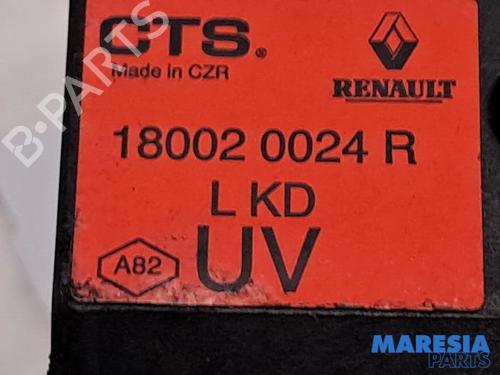 CTS®
Made in CZR
RENAULT
18002 0024 R
L KD
A82
UV
B-PARTS
MARESIA
PARTS